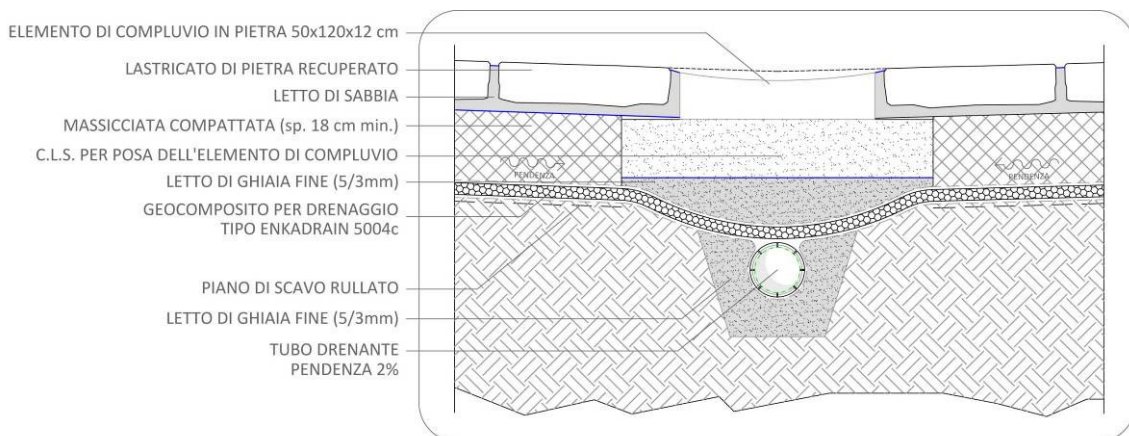 ELEMENTO DI COMPLUVIO IN PIETRA 50x120x12 cm
LASTRICATO DI PIETRA RECUPERATO
LETTO DI SABBIA
MASSICCIATA COMPATTATA (sp. 18 cm min.)
C.L.S. PER POSA DELL'ELEMENTO DI COMPLUVIO
LETTO DI GHIAIA FINE (5/3mm)
GEOCOMPOSITO PER DRENAGGIO
TIPO ENKADRAIN 5004c
PIANO DI SCAVO RULLATO
LETTO DI GHIAIA FINE (5/3mm)
TUBO DRENANTE
PENDENZA 2%
PENDENZA
PENDENZA